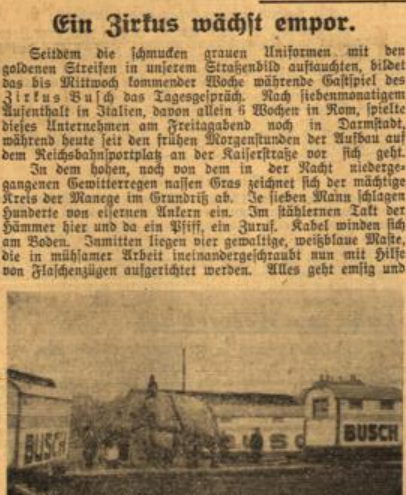 Ein Zirkus wächst empor.
Seitdem die schmucken grauen Uniformen mit den
goldenen Streifen in unserem Straßenbild auftauchten, bildet
das bis Mittwoch kommender Woche währende Gastspiel des
Zirkus Busch das Tagesgespräch. Nach siebenmonatigem
Aufenthalt in Italien, davon allein 6 Wochen in Rom, spielte
dieses Unternehmen am Freitagabend noch in Darmstadt,
während heute seit den frühen Morgenstunden der Aufbau auf
dem Reichsbahnsportplatz an der Kaiserstraße vor sich geht.
In dem hohen, noch von dem in der Nacht niederge-
gangenen Gewitterregen nassen Gras zeichnet sich der mächtige
Kreis der Manege im Grundriß ab. Je sieben Mann schlagen
Hunderte von eisernen Ankern ein. Im stählernen Takt der
Hämmer hier und da ein Pfiff, ein Zuruf. Kabel winden sich
am Boden. Inmitten liegen vier gewaltige, weißblaue Maste,
die in mühsamer Arbeit ineinandergeschraubt nun mit Hilfe
von Flaschenzügen aufgerichtet werden. Alles geht emsig und
BUSCH
BUSC
BUSCH